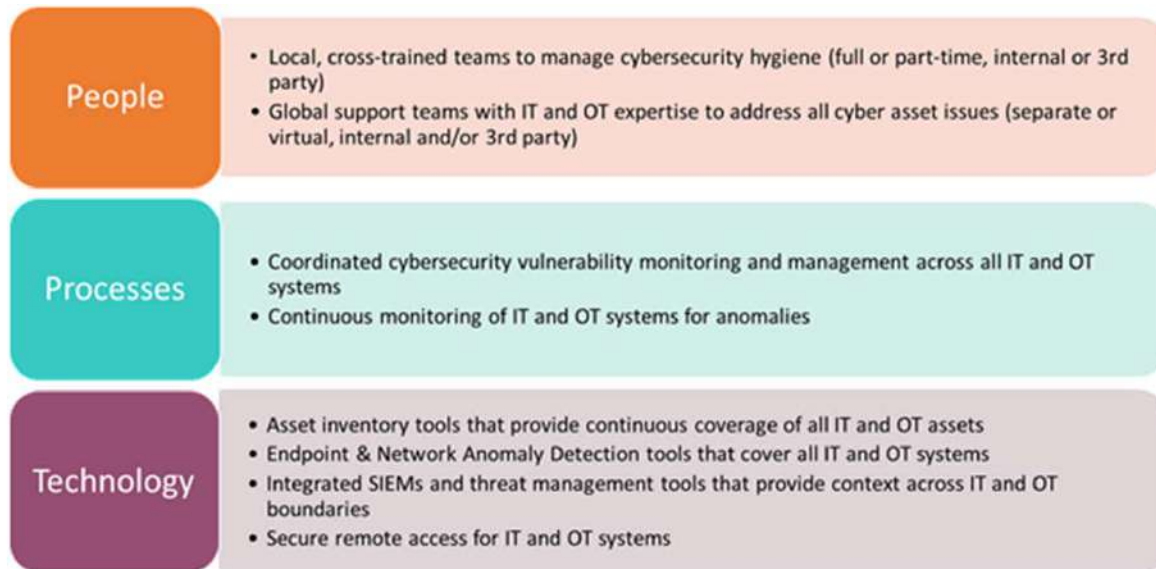 People
• Local, cross-trained teams to manage cybersecurity hygiene (full or part-time, internal or 3rd
party)
• Global support teams with IT and OT expertise to address all cyber asset issues (separate or
virtual, internal and/or 3rd party)
Processes
• Coordinated cybersecurity vulnerability monitoring and management across all IT and OT
systems
• Continuous monitoring of IT and OT systems for anomalies
Technology
• Asset inventory tools that provide continuous coverage of all IT and OT assets
• Endpoint & Network Anomaly Detection tools that cover all IT and OT systems
• Integrated SIEMs and threat management tools that provide context across IT and OT
boundaries
• Secure remote access for IT and OT systems